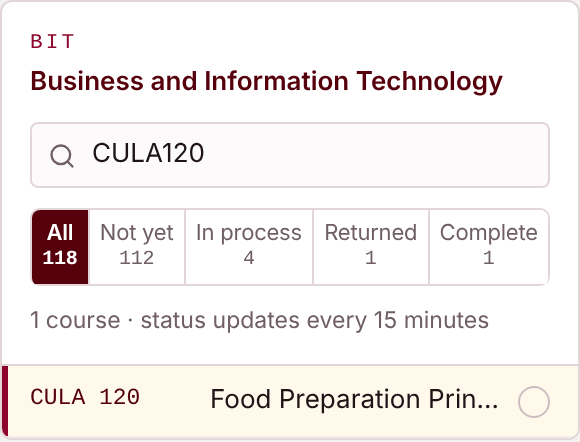 BIT
Business and Information Technology
CULA120
All Not yet In process Returned Complete
118 112 4 1 1
1 course · status updates every 15 minutes
CULA 120 Food Preparation Prin...